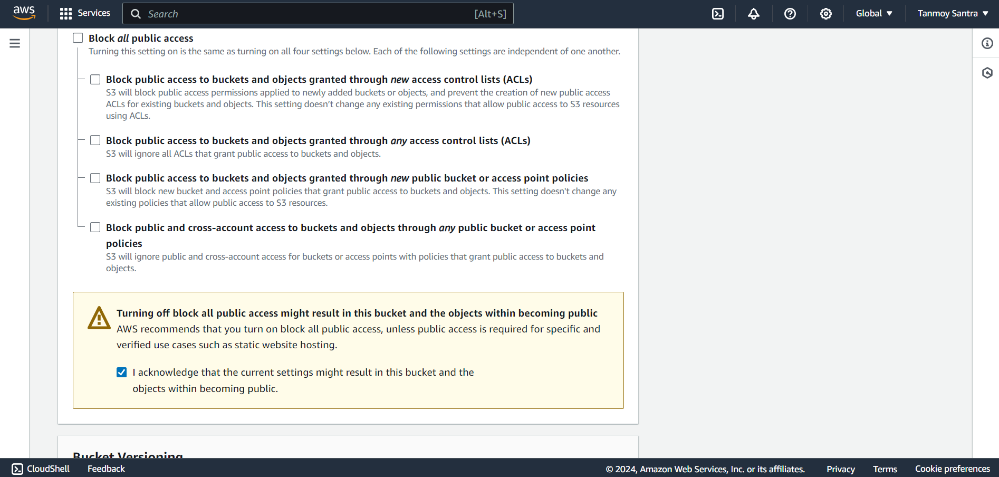 aws
Services
Search
[Alt+S]
Global
Tanmoy Santra
Block all public access
Turning this setting on is the same as turning on all four settings below. Each of the following settings are independent of one another.
Block public access to buckets and objects granted through new access control lists (ACLs)
S3 will block public access permissions applied to newly added buckets or objects, and prevent the creation of new public access
ACLs for existing buckets and objects. This setting doesn’t change any existing permissions that allow public access to S3 resources
using ACLs.
Block public access to buckets and objects granted through any access control lists (ACLs)
S3 will ignore all ACLs that grant public access to buckets and objects.
Block public access to buckets and objects granted through new public bucket or access point policies
S3 will block new bucket and access point policies that grant public access to buckets and objects. This setting doesn't change any
existing policies that allow public access to S3 resources.
Block public and cross-account access to buckets and objects through any public bucket or access point
policies
S3 will ignore public and cross-account access for buckets or access points with policies that grant public access to buckets and
objects.
Turning off block all public access might result in this bucket and the objects within becoming public
AWS recommends that you turn on block all public access, unless public access is required for specific and
verified use cases such as static website hosting.
I acknowledge that the current settings might result in this bucket and the
objects within becoming public.
Bucket Versioning
CloudShell
Feedback
© 2024, Amazon Web Services, Inc. or its affiliates.
Privacy
Terms
Cookie preferences